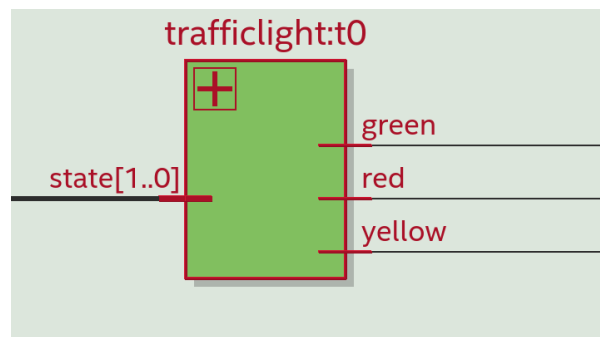 trafficlight:t0
green
state[1..0]
red
yellow